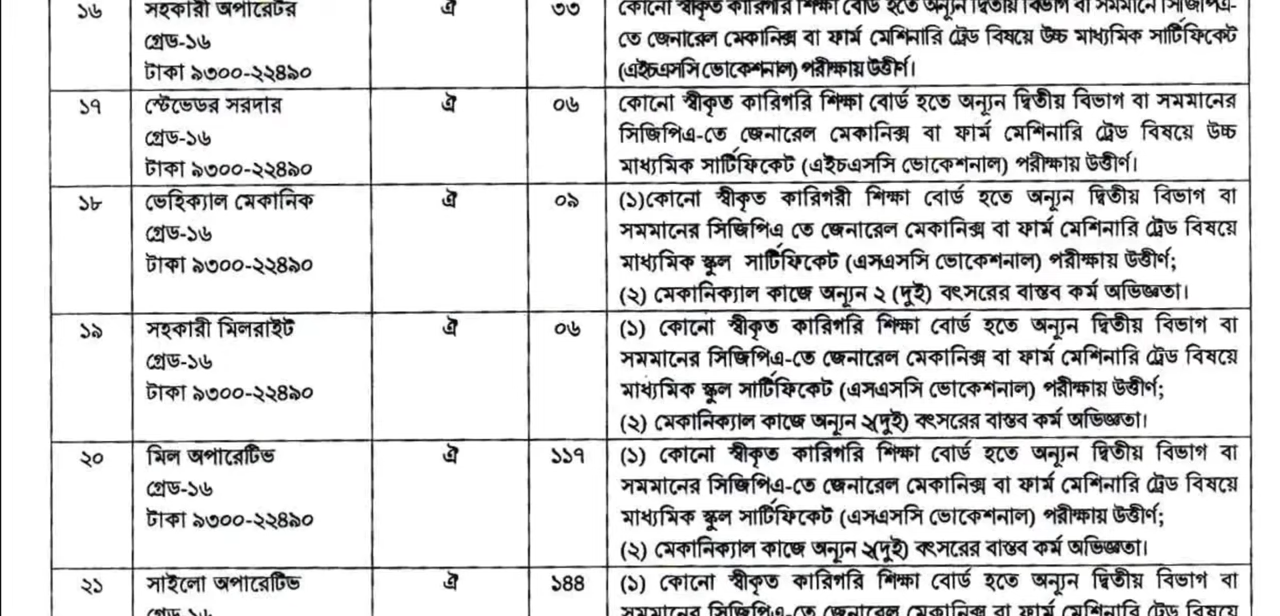 ১৬ সহকারী অপারেটর ঐ ৩৩ কোনো স্বীকৃত কারিগরি শিক্ষা বোর্ড হতে অন্যূন দ্বিতীয় বিভাগ বা সমমানে সিজিপিএ-
গ্রেড-১৬ তে জেনারেল মেকানিক্স বা ফার্ম মেশিনারি ট্রেড বিষয়ে উচ্চ মাধ্যমিক সার্টিফিকেট
টাকা ৯৩০০-২২৪৯০ (এইচএসসি ভোকেশনাল) পরীক্ষায় উত্তীর্ণ।
১৭ স্টেভেডর সরদার ঐ ০৬ কোনো স্বীকৃত কারিগরি শিক্ষা বোর্ড হতে অন্যূন দ্বিতীয় বিভাগ বা সমমানের
গ্রেড-১৬ সিজিপিএ-তে জেনারেল মেকানিক্স বা ফার্ম মেশিনারি ট্রেড বিষয়ে উচ্চ
টাকা ৯৩০০-২২৪৯০ মাধ্যমিক সার্টিফিকেট (এইচএসসি ভোকেশনাল) পরীক্ষায় উত্তীর্ণ।
১৮ ভেহিক্যাল মেকানিক ঐ ০৯ (১)কোনো স্বীকৃত কারিগরী শিক্ষা বোর্ড হতে অন্যূন দ্বিতীয় বিভাগ বা
গ্রেড-১৬ সমমানের সিজিপিএ তে জেনারেল মেকানিক্স বা ফার্ম মেশিনারি ট্রেড বিষয়ে
টাকা ৯৩০০-২২৪৯০ মাধ্যমিক স্কুল সার্টিফিকেট (এসএসসি ভোকেশনাল) পরীক্ষায় উত্তীর্ণ;
(২) মেকানিক্যাল কাজে অন্যূন ২ (দুই) বৎসরের বাস্তব কর্ম অভিজ্ঞতা।
১৯ সহকারী মিলরাইট ঐ ০৬ (১) কোনো স্বীকৃত কারিগরি শিক্ষা বোর্ড হতে অন্যূন দ্বিতীয় বিভাগ বা
গ্রেড-১৬ সমমানের সিজিপিএ-তে জেনারেল মেকানিক্স বা ফার্ম মেশিনারি ট্রেড বিষয়ে
টাকা ৯৩০০-২২৪৯০ মাধ্যমিক স্কুল সার্টিফিকেট (এসএসসি ভোকেশনাল) পরীক্ষায় উত্তীর্ণ;
(২) মেকানিক্যাল কাজে অন্যূন ২(দুই) বৎসরের বাস্তব কর্ম অভিজ্ঞতা।
২০ মিল অপারেটিভ ঐ ১১৭ (১) কোনো স্বীকৃত কারিগরি শিক্ষা বোর্ড হতে অন্যূন দ্বিতীয় বিভাগ বা
গ্রেড-১৬ সমমানের সিজিপিএ-তে জেনারেল মেকানিক্স বা ফার্ম মেশিনারি ট্রেড বিষয়ে
টাকা ৯৩০০-২২৪৯০ মাধ্যমিক স্কুল সার্টিফিকেট (এসএসসি ভোকেশনাল) পরীক্ষায় উত্তীর্ণ;
(২) মেকানিক্যাল কাজে অন্যূন ২(দুই) বৎসরের বাস্তব কর্ম অভিজ্ঞতা।
২১ সাইলো অপারেটিভ ঐ ১৪৪ (১) কোনো স্বীকৃত কারিগরি শিক্ষা বোর্ড হতে অন্যূন দ্বিতীয় বিভাগ বা
গ্রেড-১৬ সমমানের সিজিপিএ-তে জেনারেল মেকানিক্স বা ফার্ম মেশিনারি ট্রেড বিষয়ে